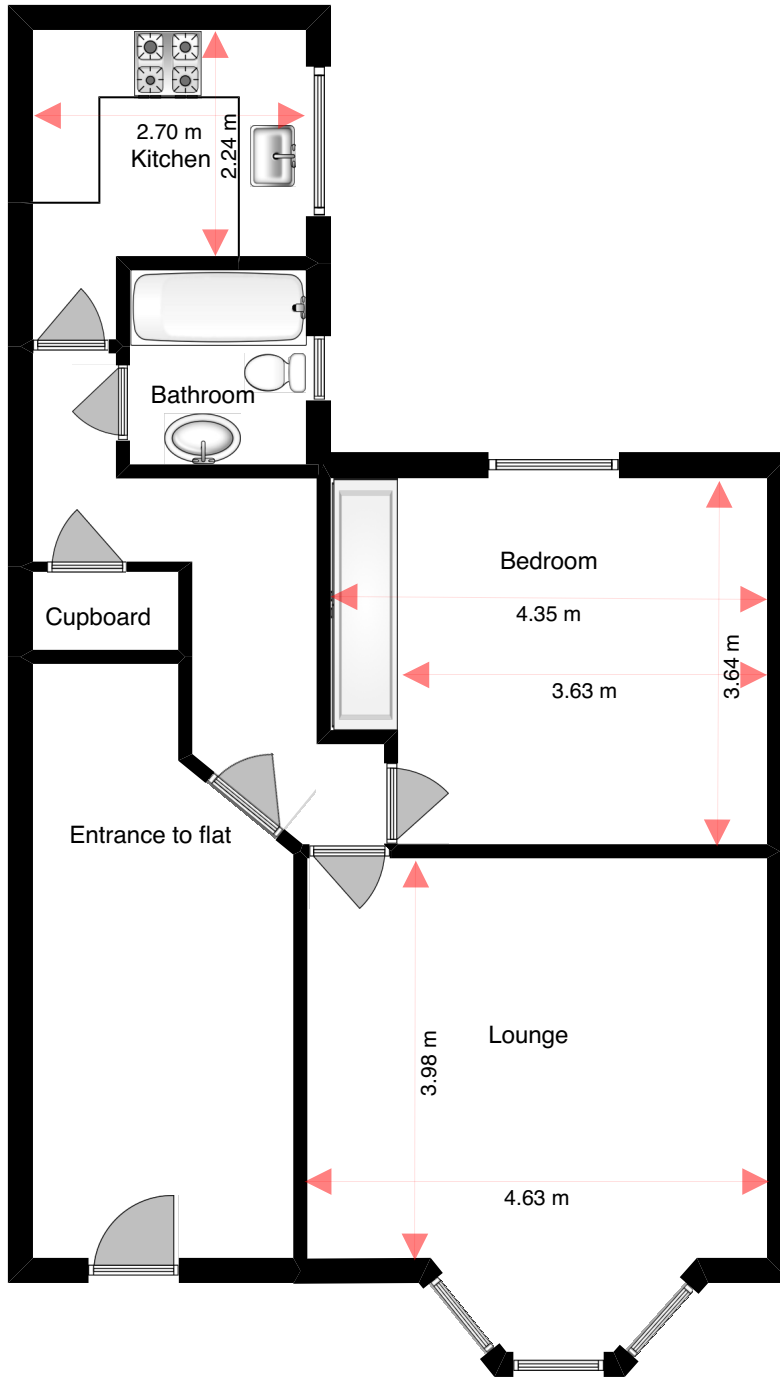 2.70 m
Kitchen
2.24 m
Bathroom
Bedroom
4.35 m
Cupboard
3.64 m
3.63 m
Entrance to flat
Lounge
3.98 m
4.63 m